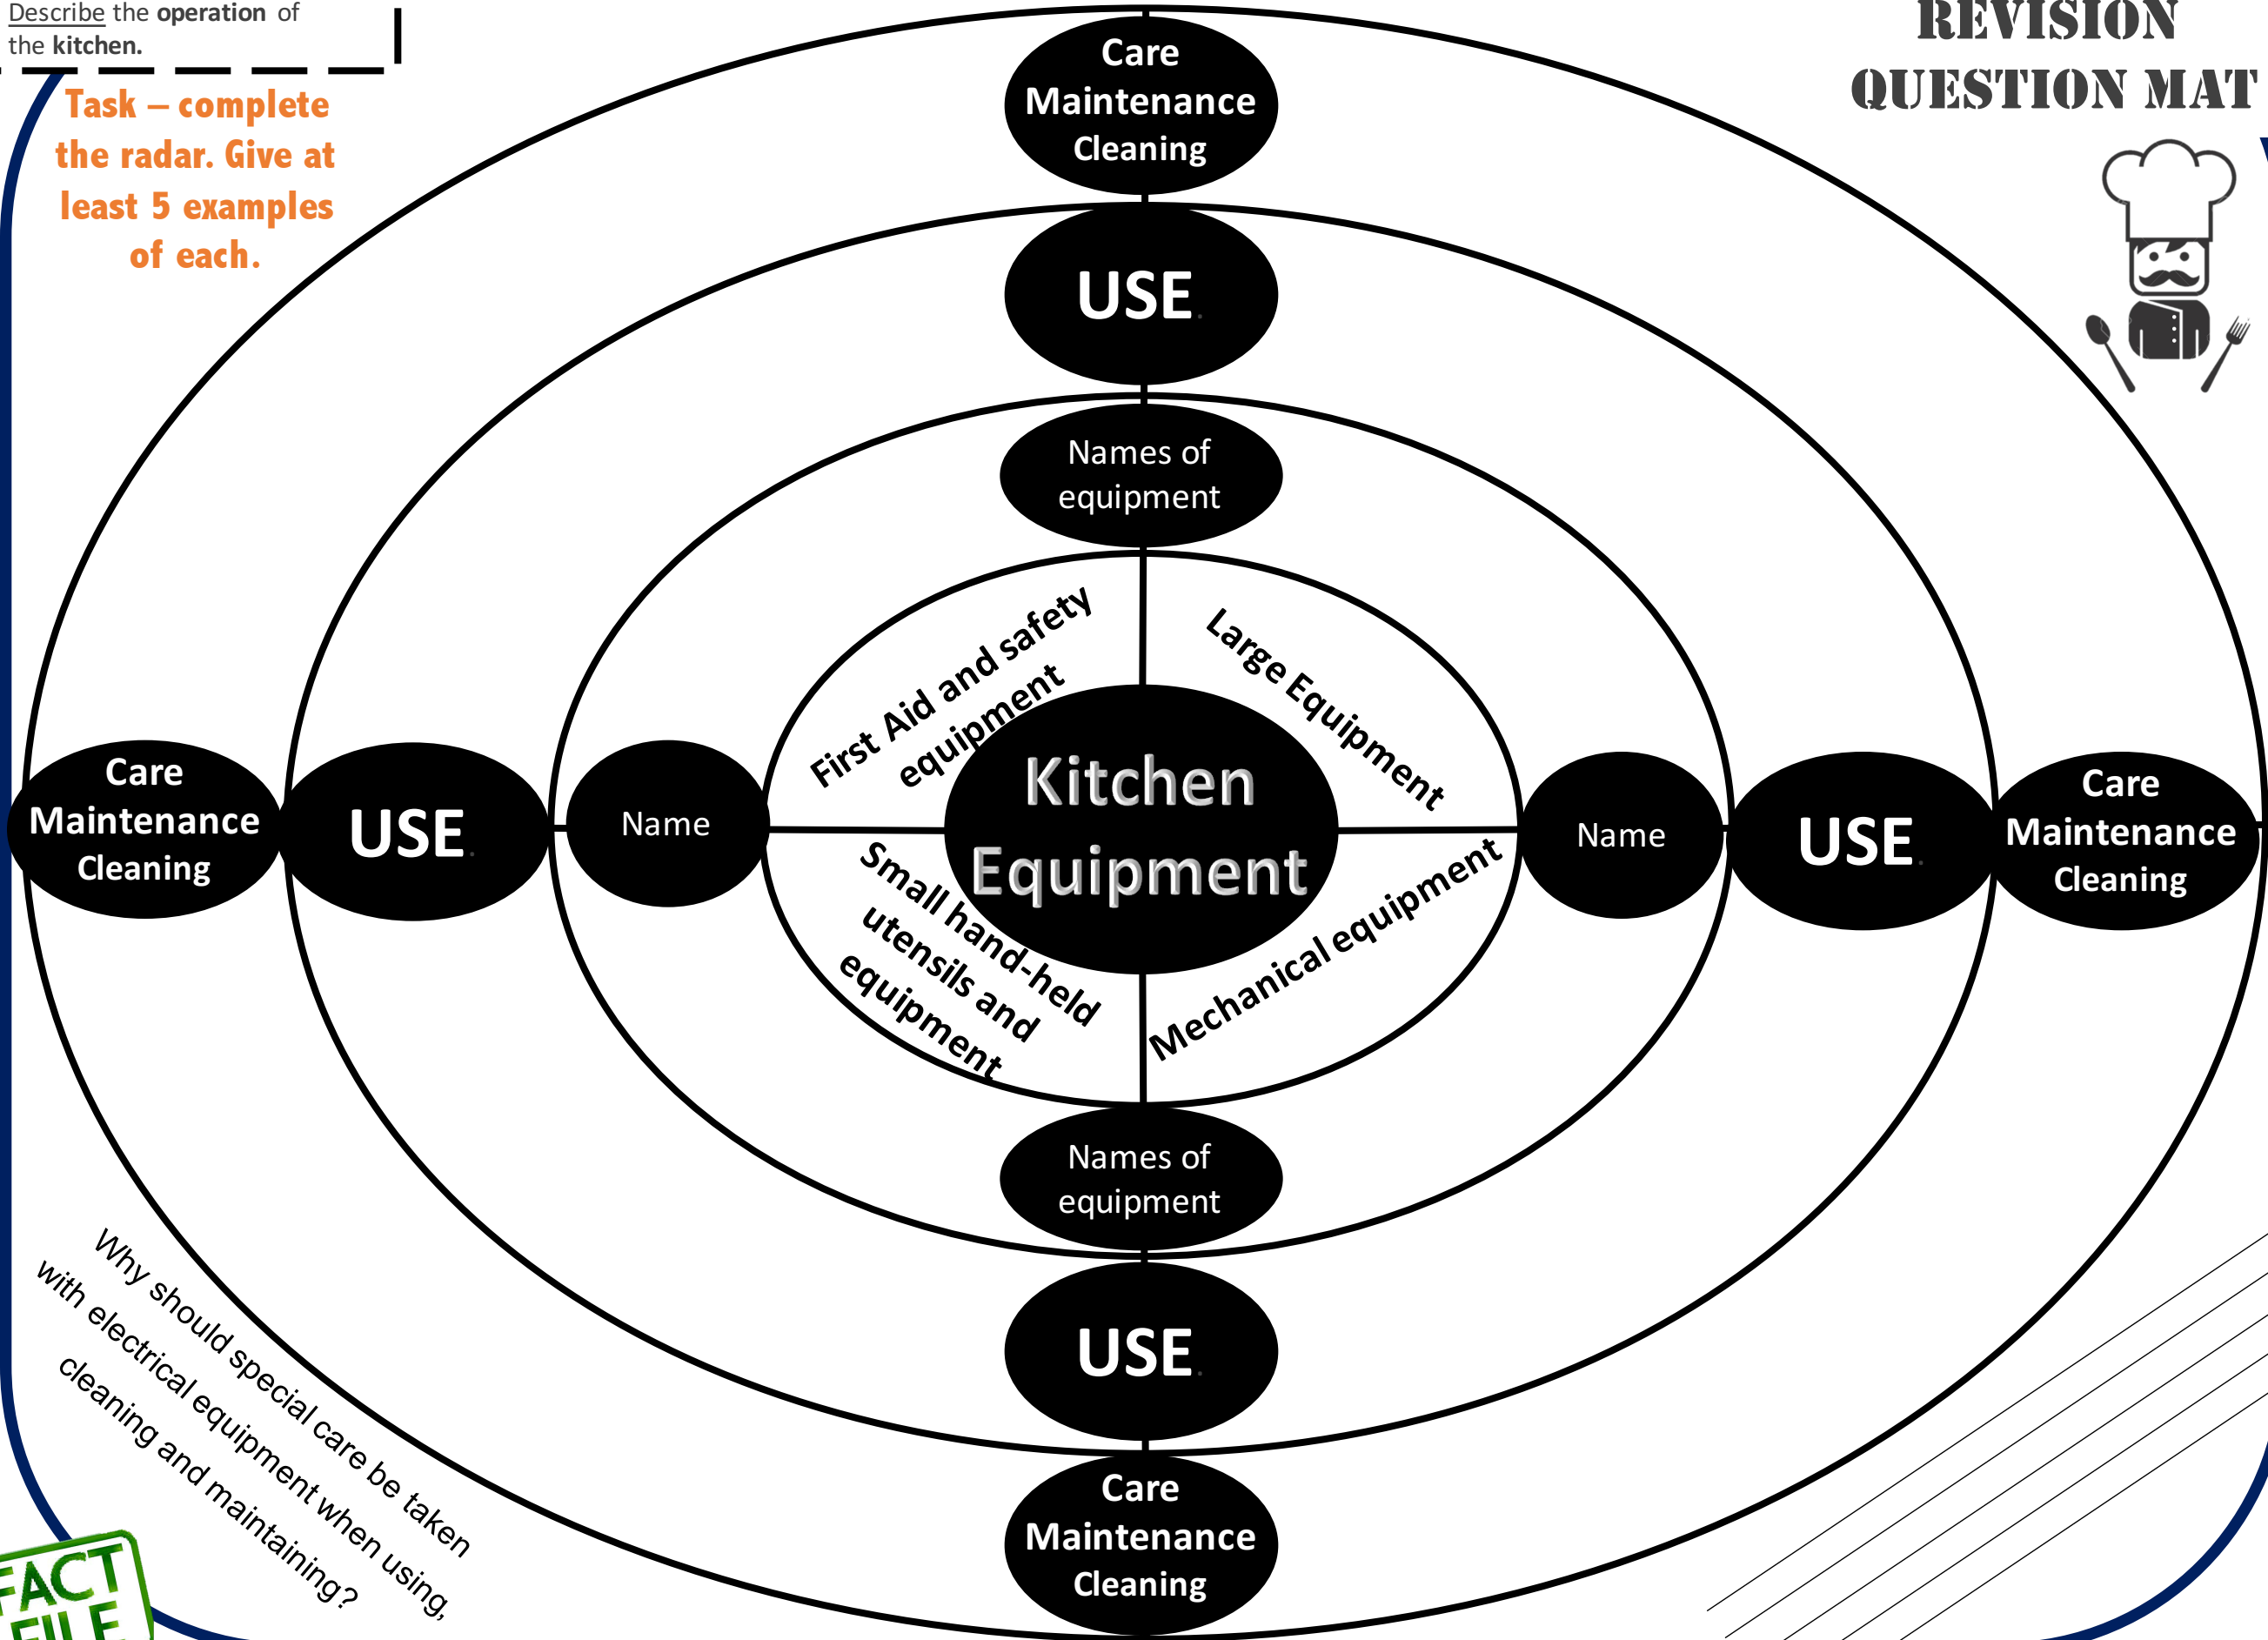 Describe the operation of
the kitchen.
REVISION
QUESTION MAT
Task – complete
the radar. Give at
least 5 examples
of each.
Care
Maintenance
Cleaning
USE.
Names of
equipment
First Aid and safety
equipment
Large Equipment
Kitchen
Equipment
Care
Maintenance
Cleaning
USE.
Name
Name
USE.
Care
Maintenance
Cleaning
Small hand-held
utensils and
equipment
Mechanical equipment
Names of
equipment
USE.
Care
Maintenance
Cleaning
Why should special care be taken
with electrical equipment when using,
cleaning and maintaining?
FACT
FILE